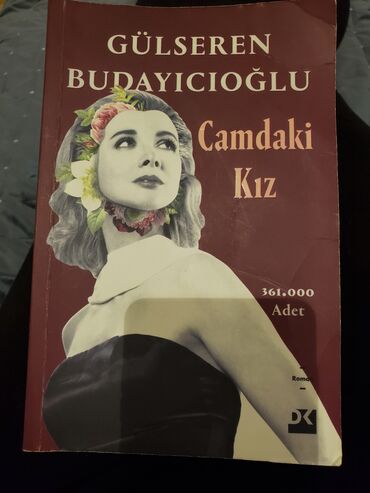 GÜLSEREN
BUDAYICIOĞLU
Camdaki
Kız
361.000
Adet
Roman
DK